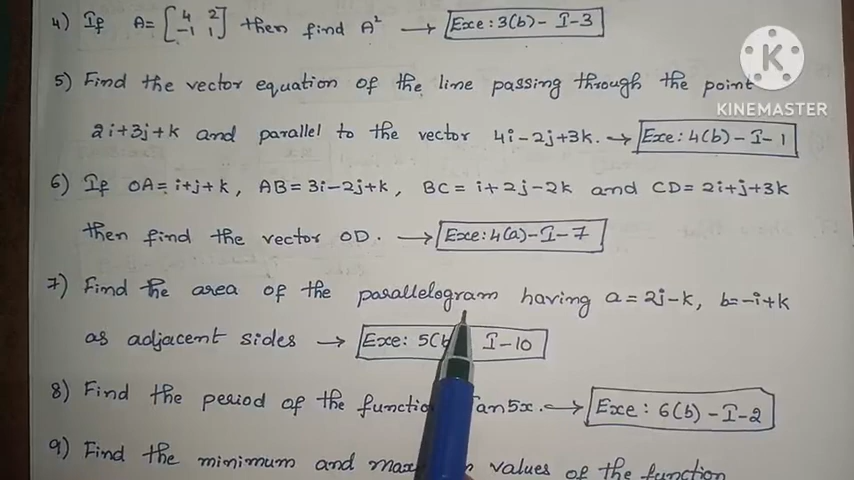 4) If A = [4 2 -1 1] then find A² → Exe: 3(b) - I - 3
5) Find the vector equation of the line passing through the point
2i+3j+k and parallel to the vector 4i-2j+3k. → Exe: 4(b) - I - 1
6) If OA = i+j+k, AB = 3i-2j+k, BC = i+2j-2k and CD = 2i+j+3k
then find the vector OD. → Exe: 4(a) - I - 7
7) Find the area of the parallelogram having a = 2j-k, b = -i+k
as adjacent sides → Exe: 5(b I - 10
8) Find the period of the function Tan5x. → Exe: 6(b) - I - 2
9) Find the minimum and values of the function
K
KINEMASTER